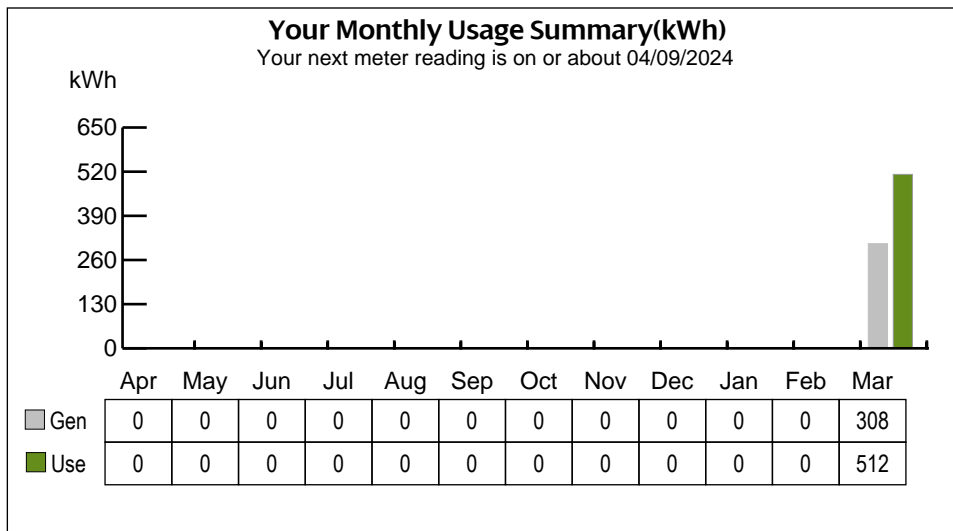 Your Monthly Usage Summary(kWh)
Your next meter reading is on or about 04/09/2024
kWh
650
520
390
260
130
0
Apr May Jun Jul Aug Sep Oct Nov Dec Jan Feb Mar
Gen 0 0 0 0 0 0 0 0 0 0 0 308
Use 0 0 0 0 0 0 0 0 0 0 0 512